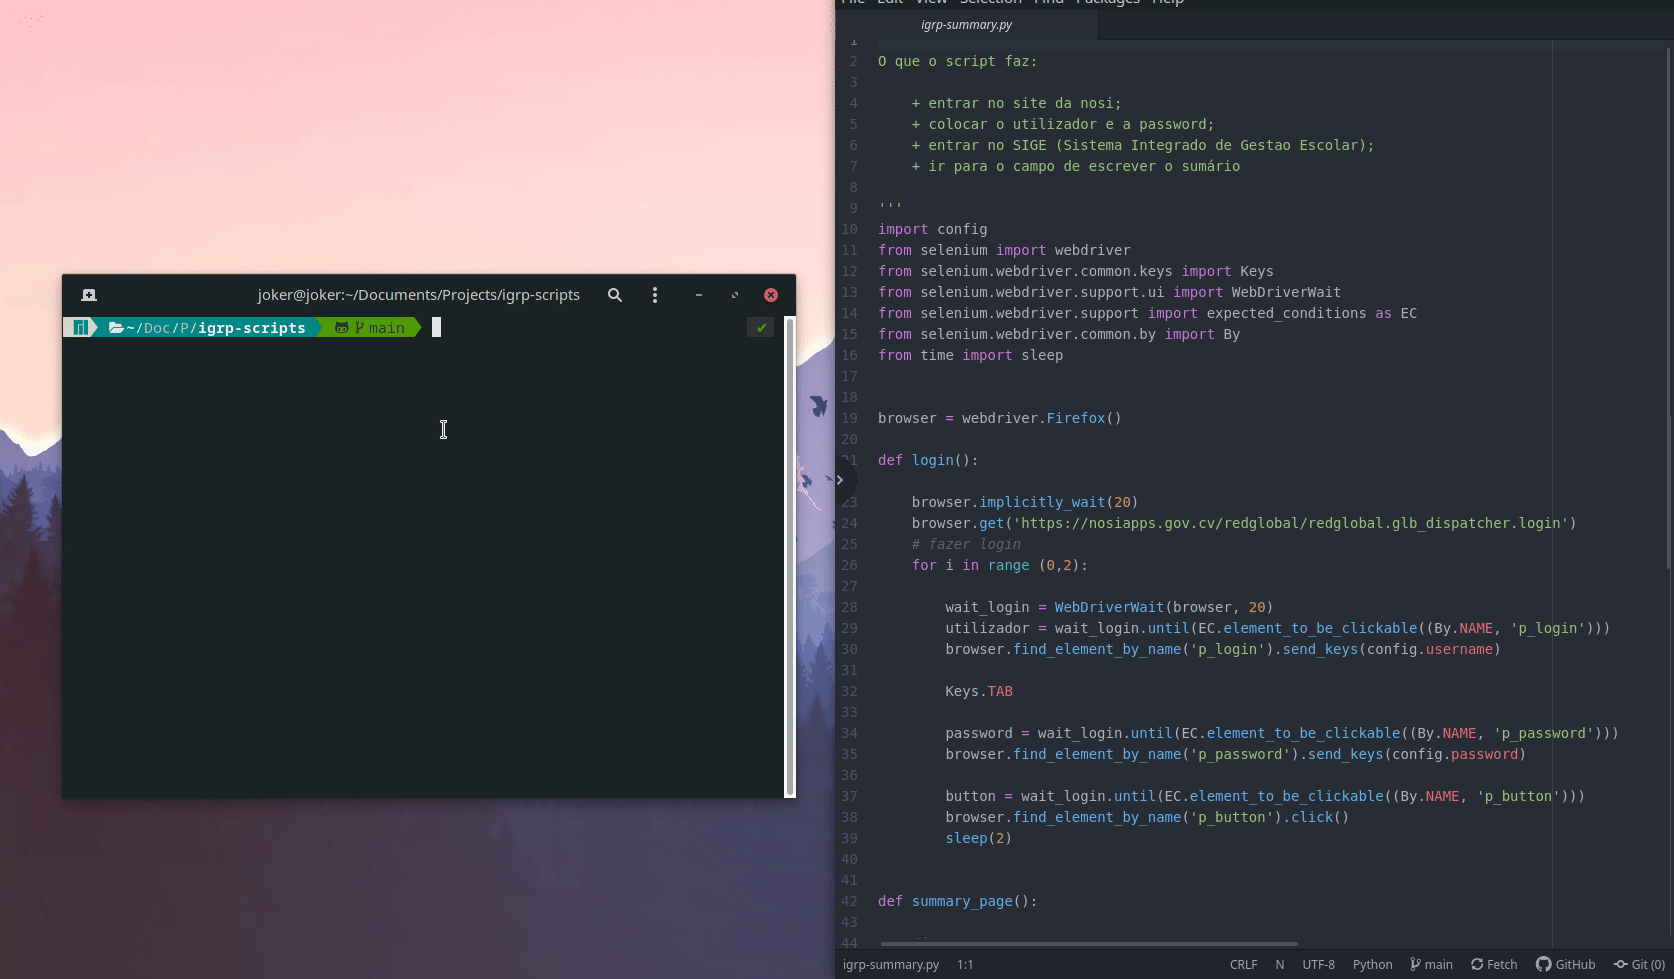 joker@joker:~/Documents/Projects/igrp-scripts
~/Doc/P/igrp-scripts main
File Edit View Selection Find Packages Help
igrp-summary.py
1
2 O que o script faz:
3
4 + entrar no site da nosi;
5 + colocar o utilizador e a password;
6 + entrar no SIGE (Sistema Integrado de Gestao Escolar);
7 + ir para o campo de escrever o sumário
8
9 '''
10 import config
11 from selenium import webdriver
12 from selenium.webdriver.common.keys import Keys
13 from selenium.webdriver.support.ui import WebDriverWait
14 from selenium.webdriver.support import expected_conditions as EC
15 from selenium.webdriver.common.by import By
16 from time import sleep
17
18
19 browser = webdriver.Firefox()
20
21 def login():
23 browser.implicitly_wait(20)
24 browser.get('https://nosiapps.gov.cv/redglobal/redglobal.glb_dispatcher.login')
25 # fazer login
26 for i in range (0,2):
27
28 wait_login = WebDriverWait(browser, 20)
29 utilizador = wait_login.until(EC.element_to_be_clickable((By.NAME, 'p_login')))
30 browser.find_element_by_name('p_login').send_keys(config.username)
31
32 Keys.TAB
33
34 password = wait_login.until(EC.element_to_be_clickable((By.NAME, 'p_password')))
35 browser.find_element_by_name('p_password').send_keys(config.password)
36
37 button = wait_login.until(EC.element_to_be_clickable((By.NAME, 'p_button')))
38 browser.find_element_by_name('p_button').click()
39 sleep(2)
40
41
42 def summary_page():
43
44
igrp-summary.py 1:1 CRLF N UTF-8 Python main Fetch GitHub Git (0)